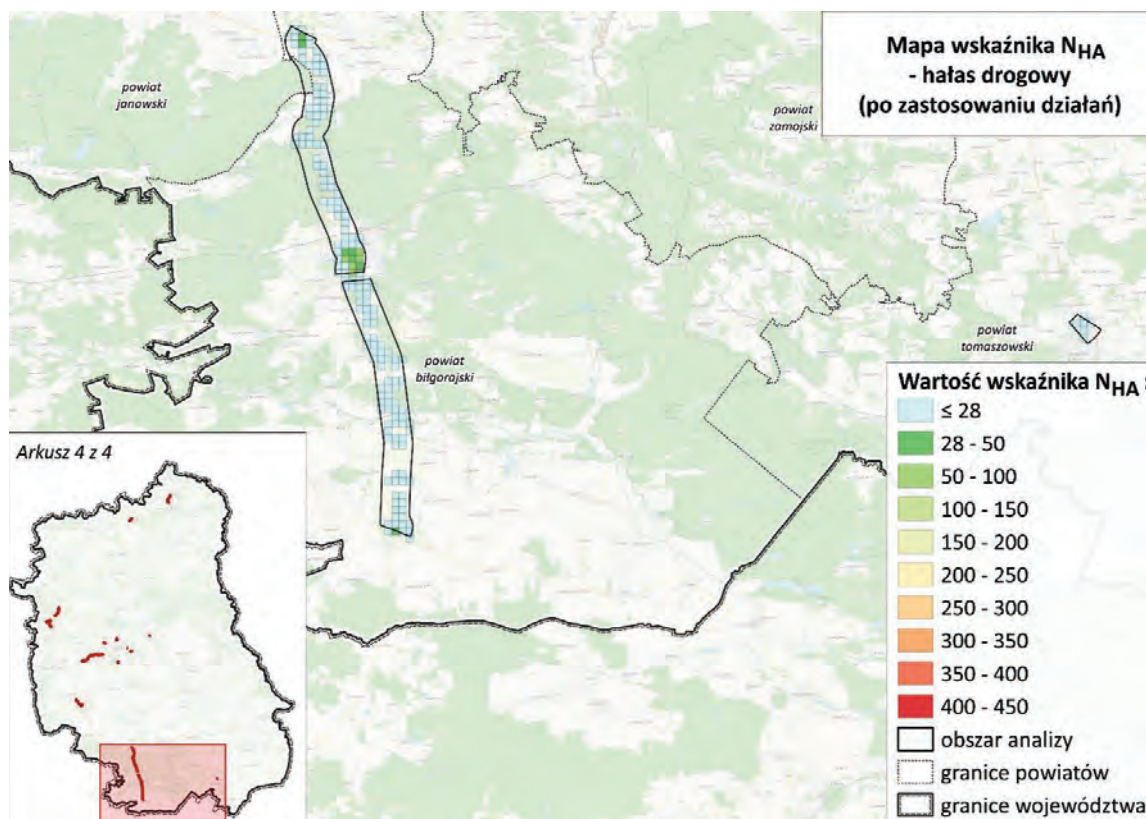 Mapa wskaźnika N_HA
- hałas drogowy
(po zastosowaniu działań)
powiat
janowski
powiat
zamojski
powiat
tomaszowski
powiat
biłgorajski
Wartość wskaźnika N_HA :
≤ 28
28 - 50
50 - 100
100 - 150
150 - 200
200 - 250
250 - 300
300 - 350
350 - 400
400 - 450
obszar analizy
granice powiatów
granice województwa
Arkusz 4 z 4